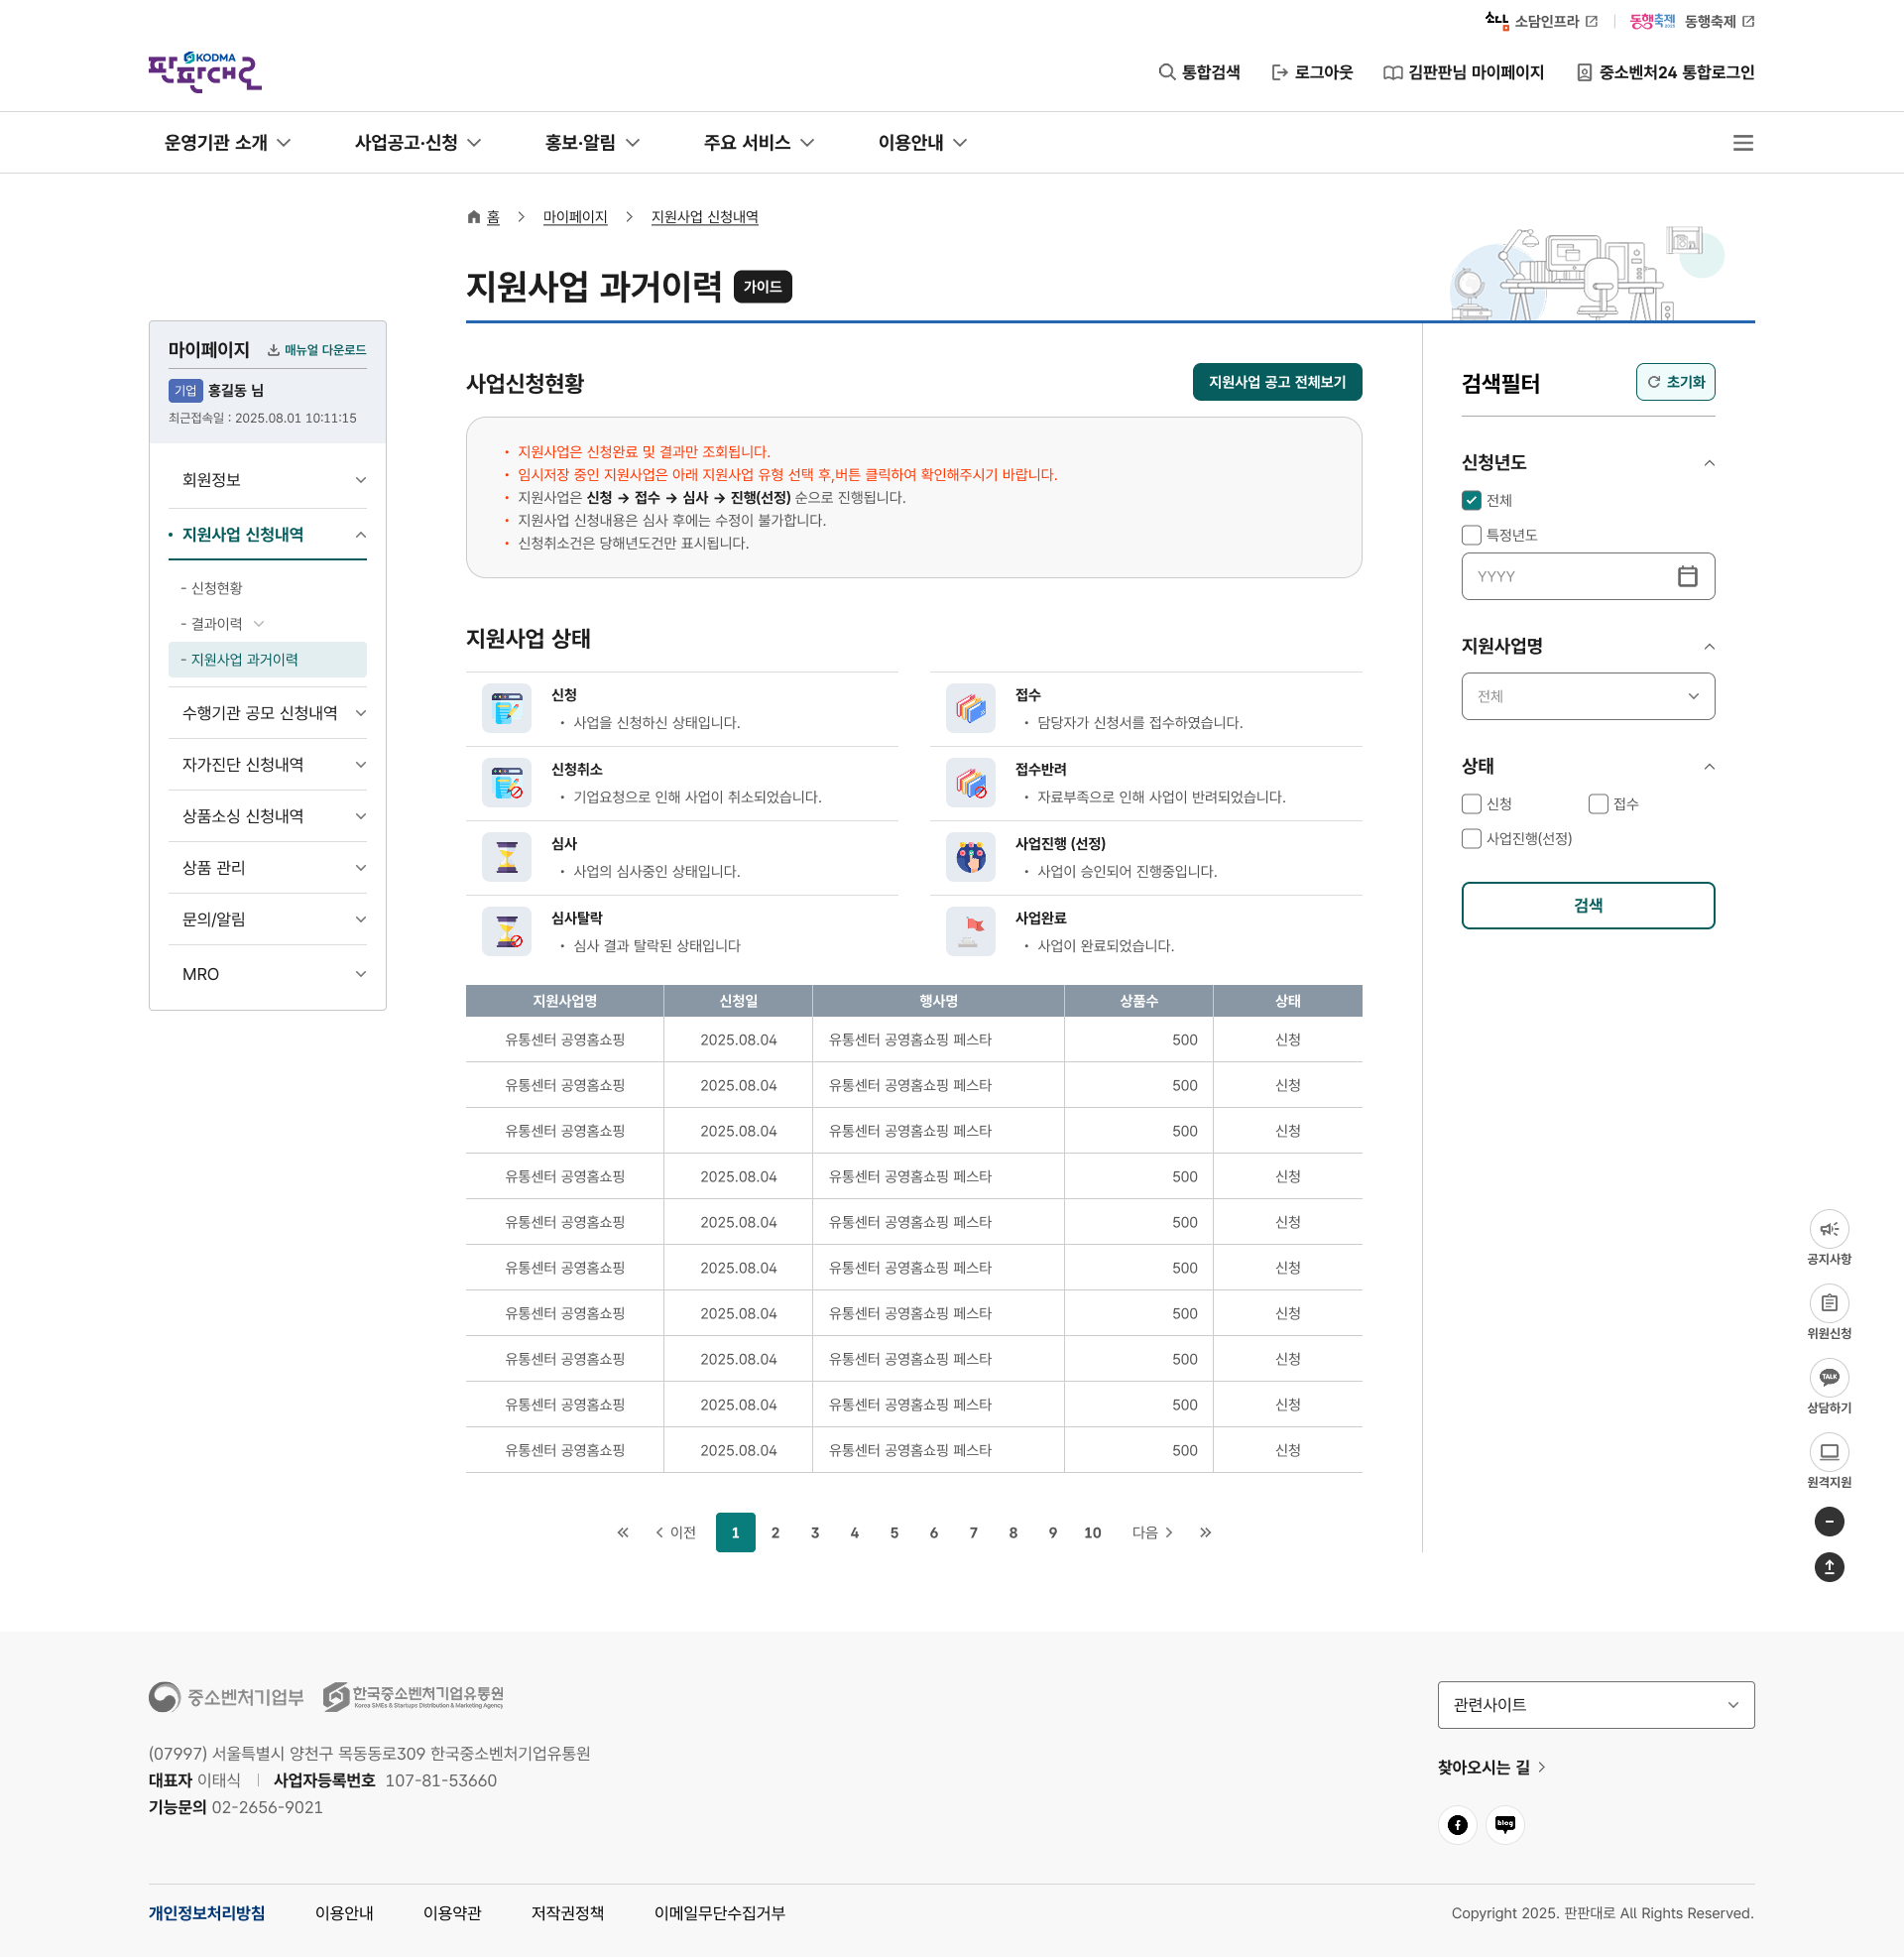 소담 소담인프라
동행축제 동행축제
KODMA
판판대로
통합검색
로그아웃
김판판님 마이페이지
중소벤처24 통합로그인
운영기관 소개
사업공고·신청
홍보·알림
주요 서비스
이용안내
홈
마이페이지
지원사업 신청내역
지원사업 과거이력 가이드
마이페이지 매뉴얼 다운로드
기업 홍길동 님
최근접속일 : 2025.08.01 10:11:15
회원정보
• 지원사업 신청내역
- 신청현황
- 결과이력
- 지원사업 과거이력
수행기관 공모 신청내역
자가진단 신청내역
상품소싱 신청내역
상품 관리
문의/알림
MRO
사업신청현황 지원사업 공고 전체보기
• 지원사업은 신청완료 및 결과만 조회됩니다.
• 임시저장 중인 지원사업은 아래 지원사업 유형 선택 후,버튼 클릭하여 확인해주시기 바랍니다.
• 지원사업은 신청 → 접수 → 심사 → 진행(선정) 순으로 진행됩니다.
• 지원사업 신청내용은 심사 후에는 수정이 불가합니다.
• 신청취소건은 당해년도건만 표시됩니다.
지원사업 상태
신청
• 사업을 신청하신 상태입니다.
접수
• 담당자가 신청서를 접수하였습니다.
신청취소
• 기업요청으로 인해 사업이 취소되었습니다.
접수반려
• 자료부족으로 인해 사업이 반려되었습니다.
심사
• 사업의 심사중인 상태입니다.
사업진행 (선정)
• 사업이 승인되어 진행중입니다.
심사탈락
• 심사 결과 탈락된 상태입니다
사업완료
• 사업이 완료되었습니다.
지원사업명 신청일 행사명 상품수 상태
유통센터 공영홈쇼핑 2025.08.04 유통센터 공영홈쇼핑 페스타 500 신청
유통센터 공영홈쇼핑 2025.08.04 유통센터 공영홈쇼핑 페스타 500 신청
유통센터 공영홈쇼핑 2025.08.04 유통센터 공영홈쇼핑 페스타 500 신청
유통센터 공영홈쇼핑 2025.08.04 유통센터 공영홈쇼핑 페스타 500 신청
유통센터 공영홈쇼핑 2025.08.04 유통센터 공영홈쇼핑 페스타 500 신청
유통센터 공영홈쇼핑 2025.08.04 유통센터 공영홈쇼핑 페스타 500 신청
유통센터 공영홈쇼핑 2025.08.04 유통센터 공영홈쇼핑 페스타 500 신청
유통센터 공영홈쇼핑 2025.08.04 유통센터 공영홈쇼핑 페스타 500 신청
유통센터 공영홈쇼핑 2025.08.04 유통센터 공영홈쇼핑 페스타 500 신청
유통센터 공영홈쇼핑 2025.08.04 유통센터 공영홈쇼핑 페스타 500 신청
이전 1 2 3 4 5 6 7 8 9 10 다음
검색필터 초기화
신청년도
전체
특정년도
YYYY
지원사업명
전체
상태
신청 접수
사업진행(선정)
검색
공지사항
위원신청
TALK
상담하기
원격지원
중소벤처기업부
한국중소벤처기업유통원
Korea SMEs & Startups Distribution & Marketing Agency
(07997) 서울특별시 양천구 목동동로309 한국중소벤처기업유통원
대표자 이태식 사업자등록번호 107-81-53660
기능문의 02-2656-9021
관련사이트
찾아오시는 길
blog
개인정보처리방침 이용안내 이용약관 저작권정책 이메일무단수집거부
Copyright 2025. 판판대로 All Rights Reserved.